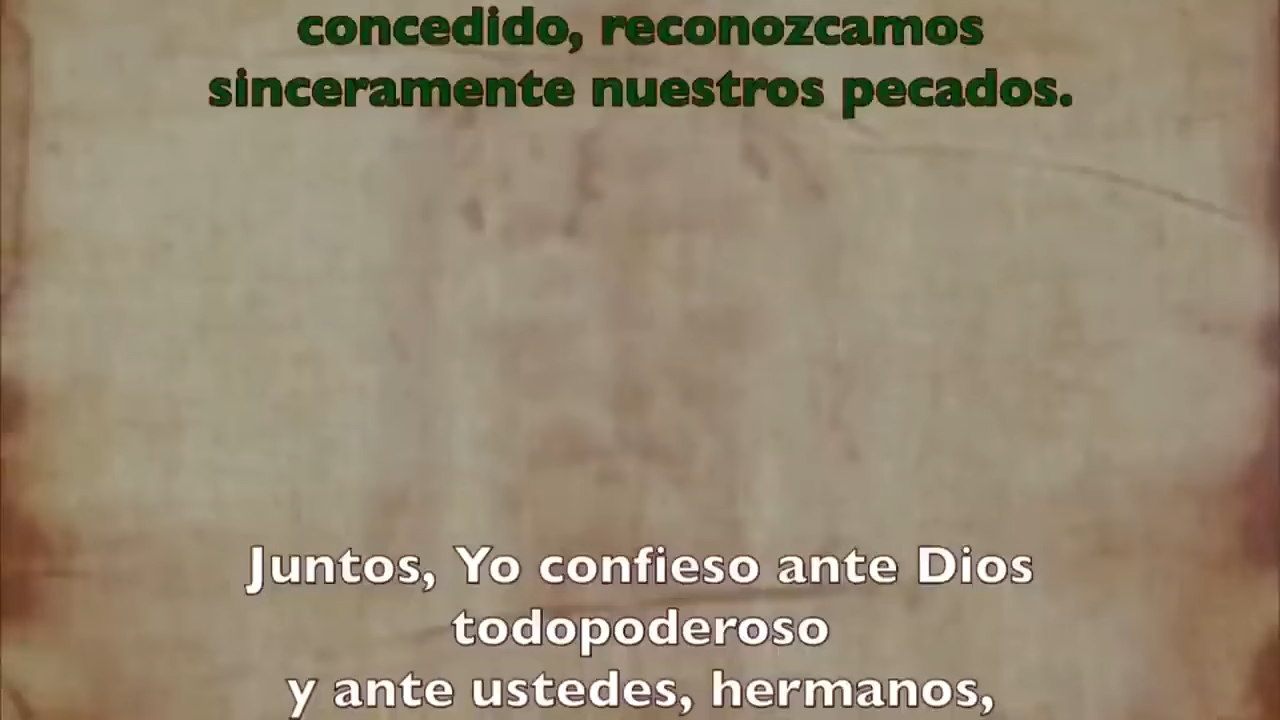 concedido, reconozcamos
sinceramente nuestros pecados.
Juntos, Yo confieso ante Dios
todopoderoso
y ante ustedes, hermanos,